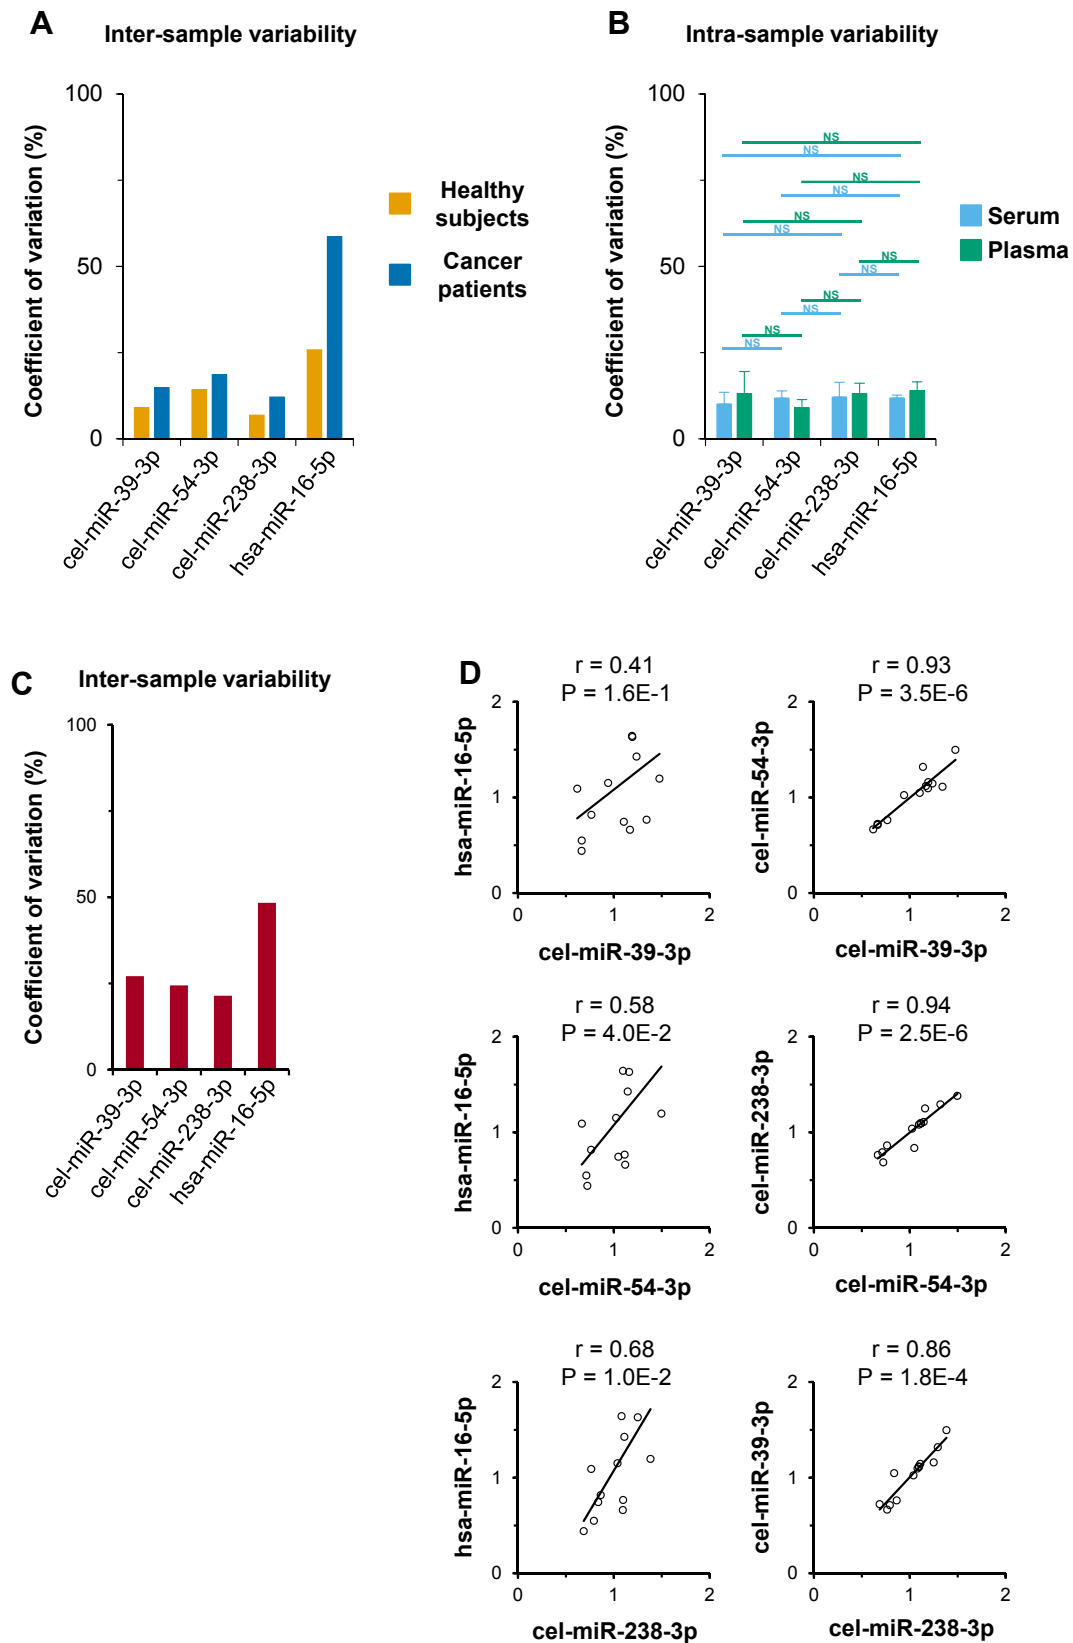 A
Inter-sample variability
Coefficient of variation (%)
100
50
0
cel-miR-39-3p
cel-miR-54-3p
cel-miR-238-3p
hsa-miR-16-5p
Healthy
subjects
Cancer
patients
B
Intra-sample variability
Coefficient of variation (%)
100
50
0
NS
NS
NS
NS
NS
NS
NS
NS
NS
NS
NS
NS
cel-miR-39-3p
cel-miR-54-3p
cel-miR-238-3p
hsa-miR-16-5p
Serum
Plasma
C
Inter-sample variability
Coefficient of variation (%)
100
50
0
cel-miR-39-3p
cel-miR-54-3p
cel-miR-238-3p
hsa-miR-16-5p
D
r = 0.41
P = 1.6E-1
hsa-miR-16-5p
2
1
0
0 1 2
cel-miR-39-3p
r = 0.93
P = 3.5E-6
cel-miR-54-3p
2
1
0
0 1 2
cel-miR-39-3p
r = 0.58
P = 4.0E-2
hsa-miR-16-5p
2
1
0
0 1 2
cel-miR-54-3p
r = 0.94
P = 2.5E-6
cel-miR-238-3p
2
1
0
0 1 2
cel-miR-54-3p
r = 0.68
P = 1.0E-2
hsa-miR-16-5p
2
1
0
0 1 2
cel-miR-238-3p
r = 0.86
P = 1.8E-4
cel-miR-39-3p
2
1
0
0 1 2
cel-miR-238-3p